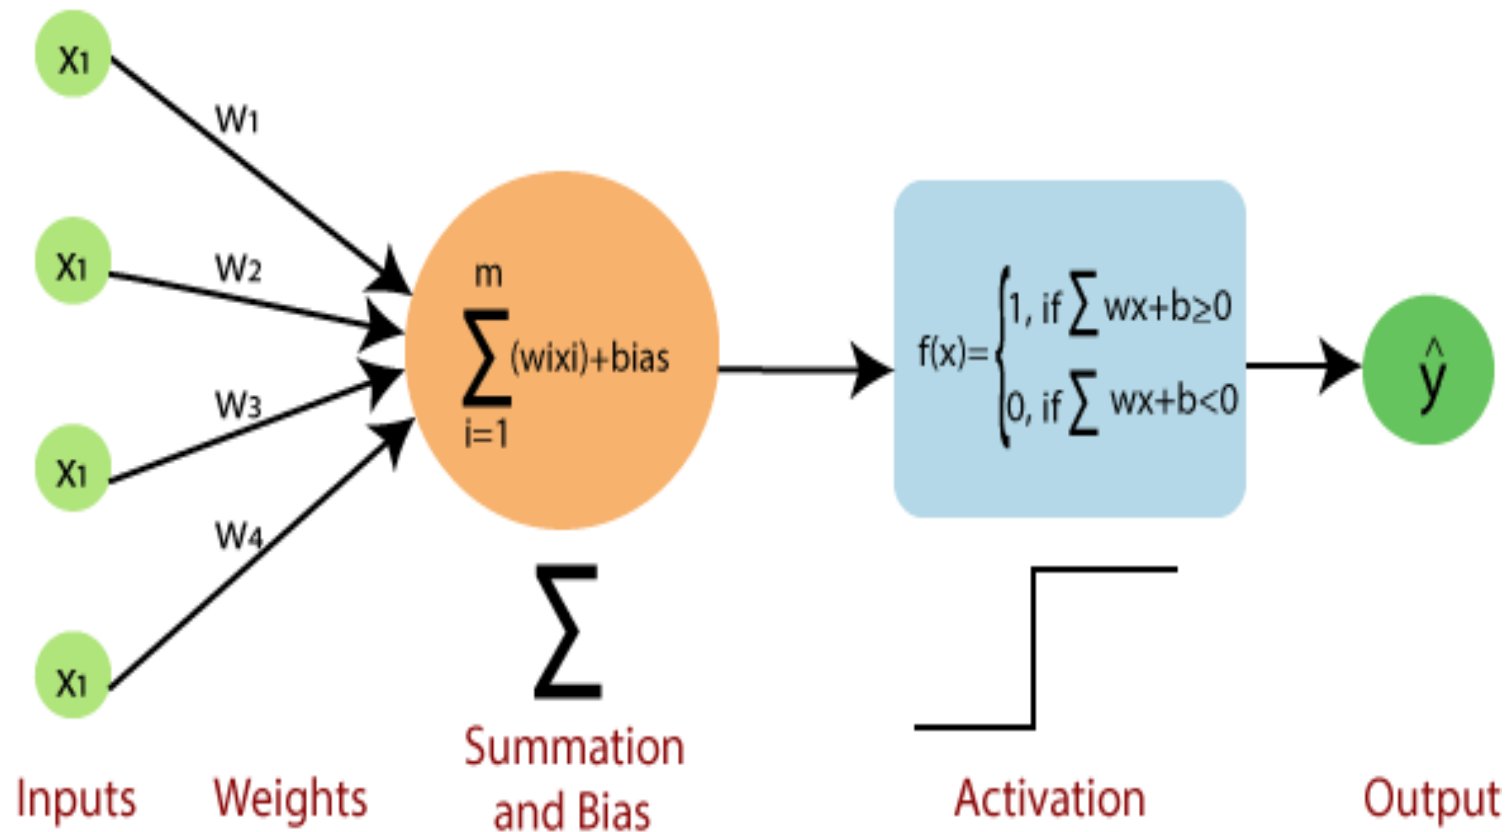 x1
W1
x1
W2
x1
W3
x1
W4
m
∑(wixi)+bias
i=1
f(x)={
1, if ∑ wx+b≥0
0, if ∑ wx+b<0
ŷ
∑
Inputs
Weights
Summation
and Bias
Activation
Output